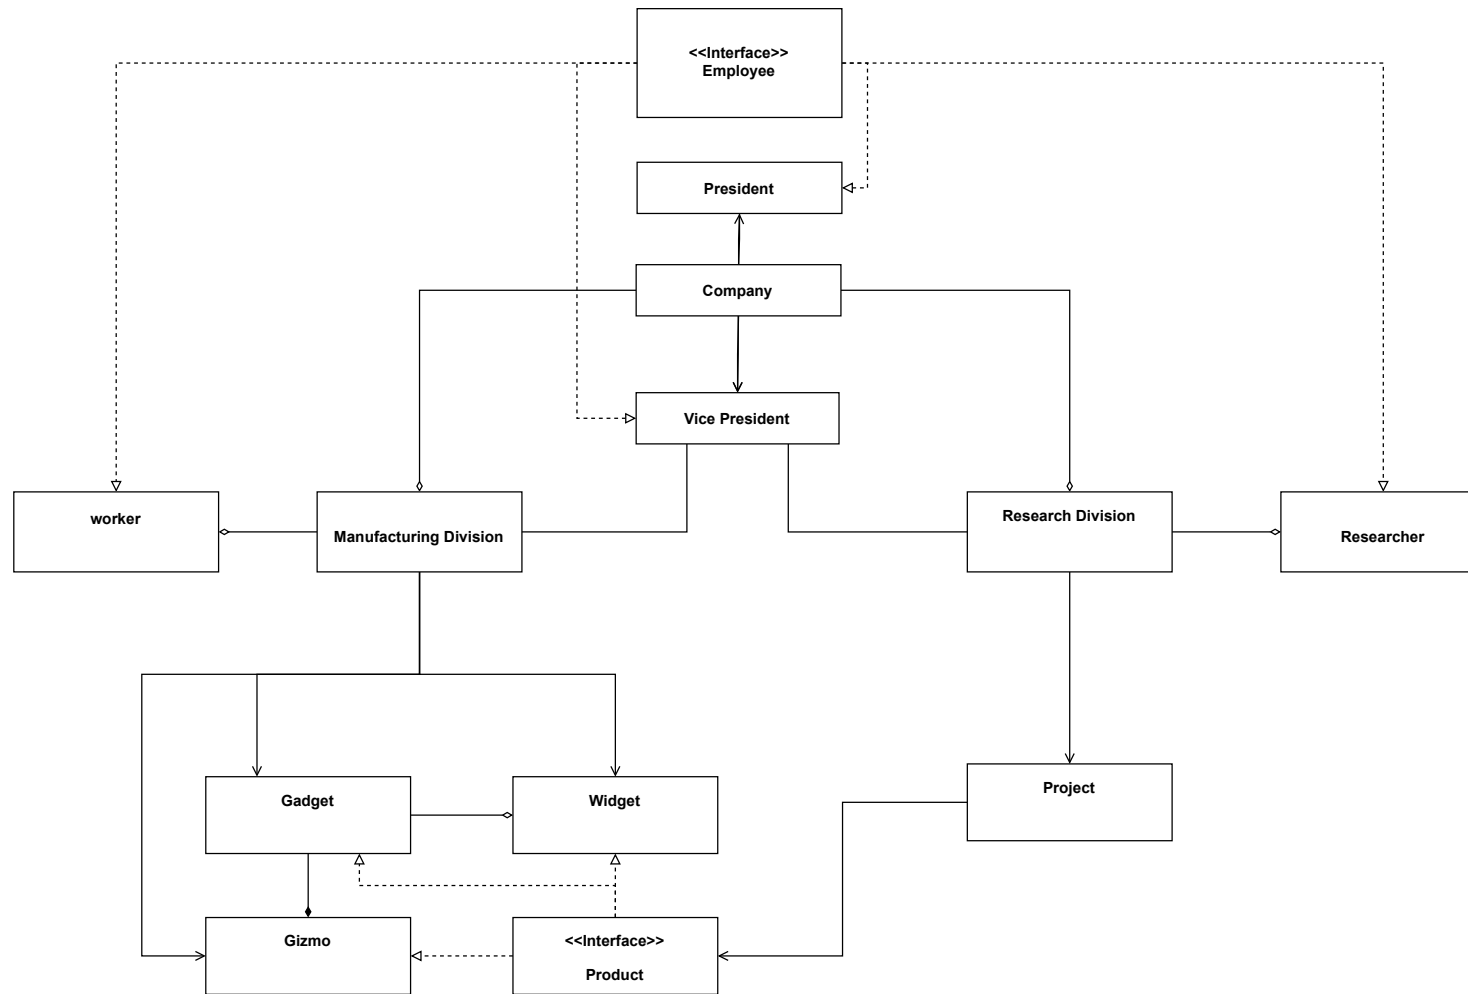 <<Interface>>
Employee
President
Company
Vice President
worker
Manufacturing Division
Research Division
Researcher
Gadget
Widget
Project
Gizmo
<<Interface>>
Product